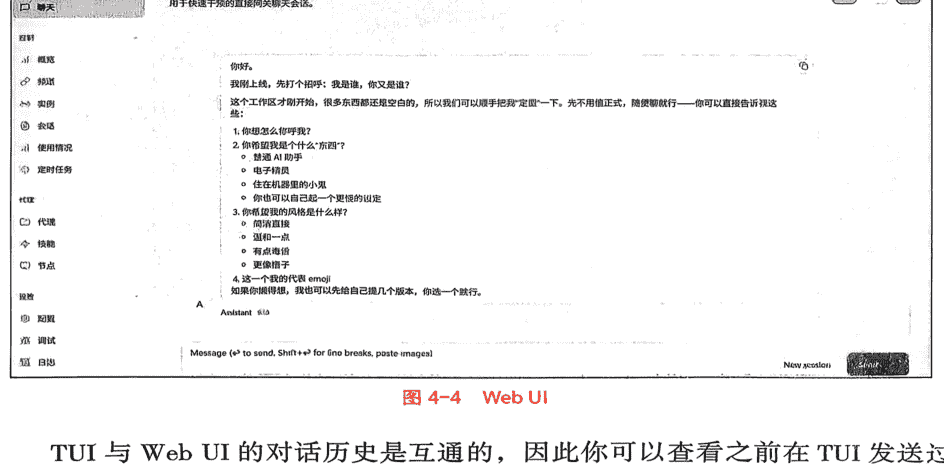 聊天
用于快速干预的直接网关聊天会话。
控制
概览
频道
实例
会话
使用情况
定时任务
代理
代理
技能
节点
设置
配置
调试
日志
你好。
我刚上线，先打个招呼：我是谁，你又是谁？
这个工作区才刚开始，很多东西都还是空白的，所以我们可以顺手把我“定型”一下。先不用值正式，随便聊就行——你可以直接告诉我这
些：
1. 你想怎么称呼我？
2. 你希望我是个什么“东西”？
普通 AI 助手
电子精灵
住在机器里的小鬼
你也可以自己起一个更怪的设定
3. 你希望我的风格是什么样？
简洁直接
温和一点
有点毒舌
更像搭子
4. 选一个我的代表 emoji
如果你懒得想，我也可以先给自己提几个版本，你选一个就行。
A
Assistant
Message (↵ to send, Shift+↵ for line breaks, paste images)
New session
图 4-4 Web UI
TUI 与 Web UI 的对话历史是互通的，因此你可以查看之前在 TUI 发送过